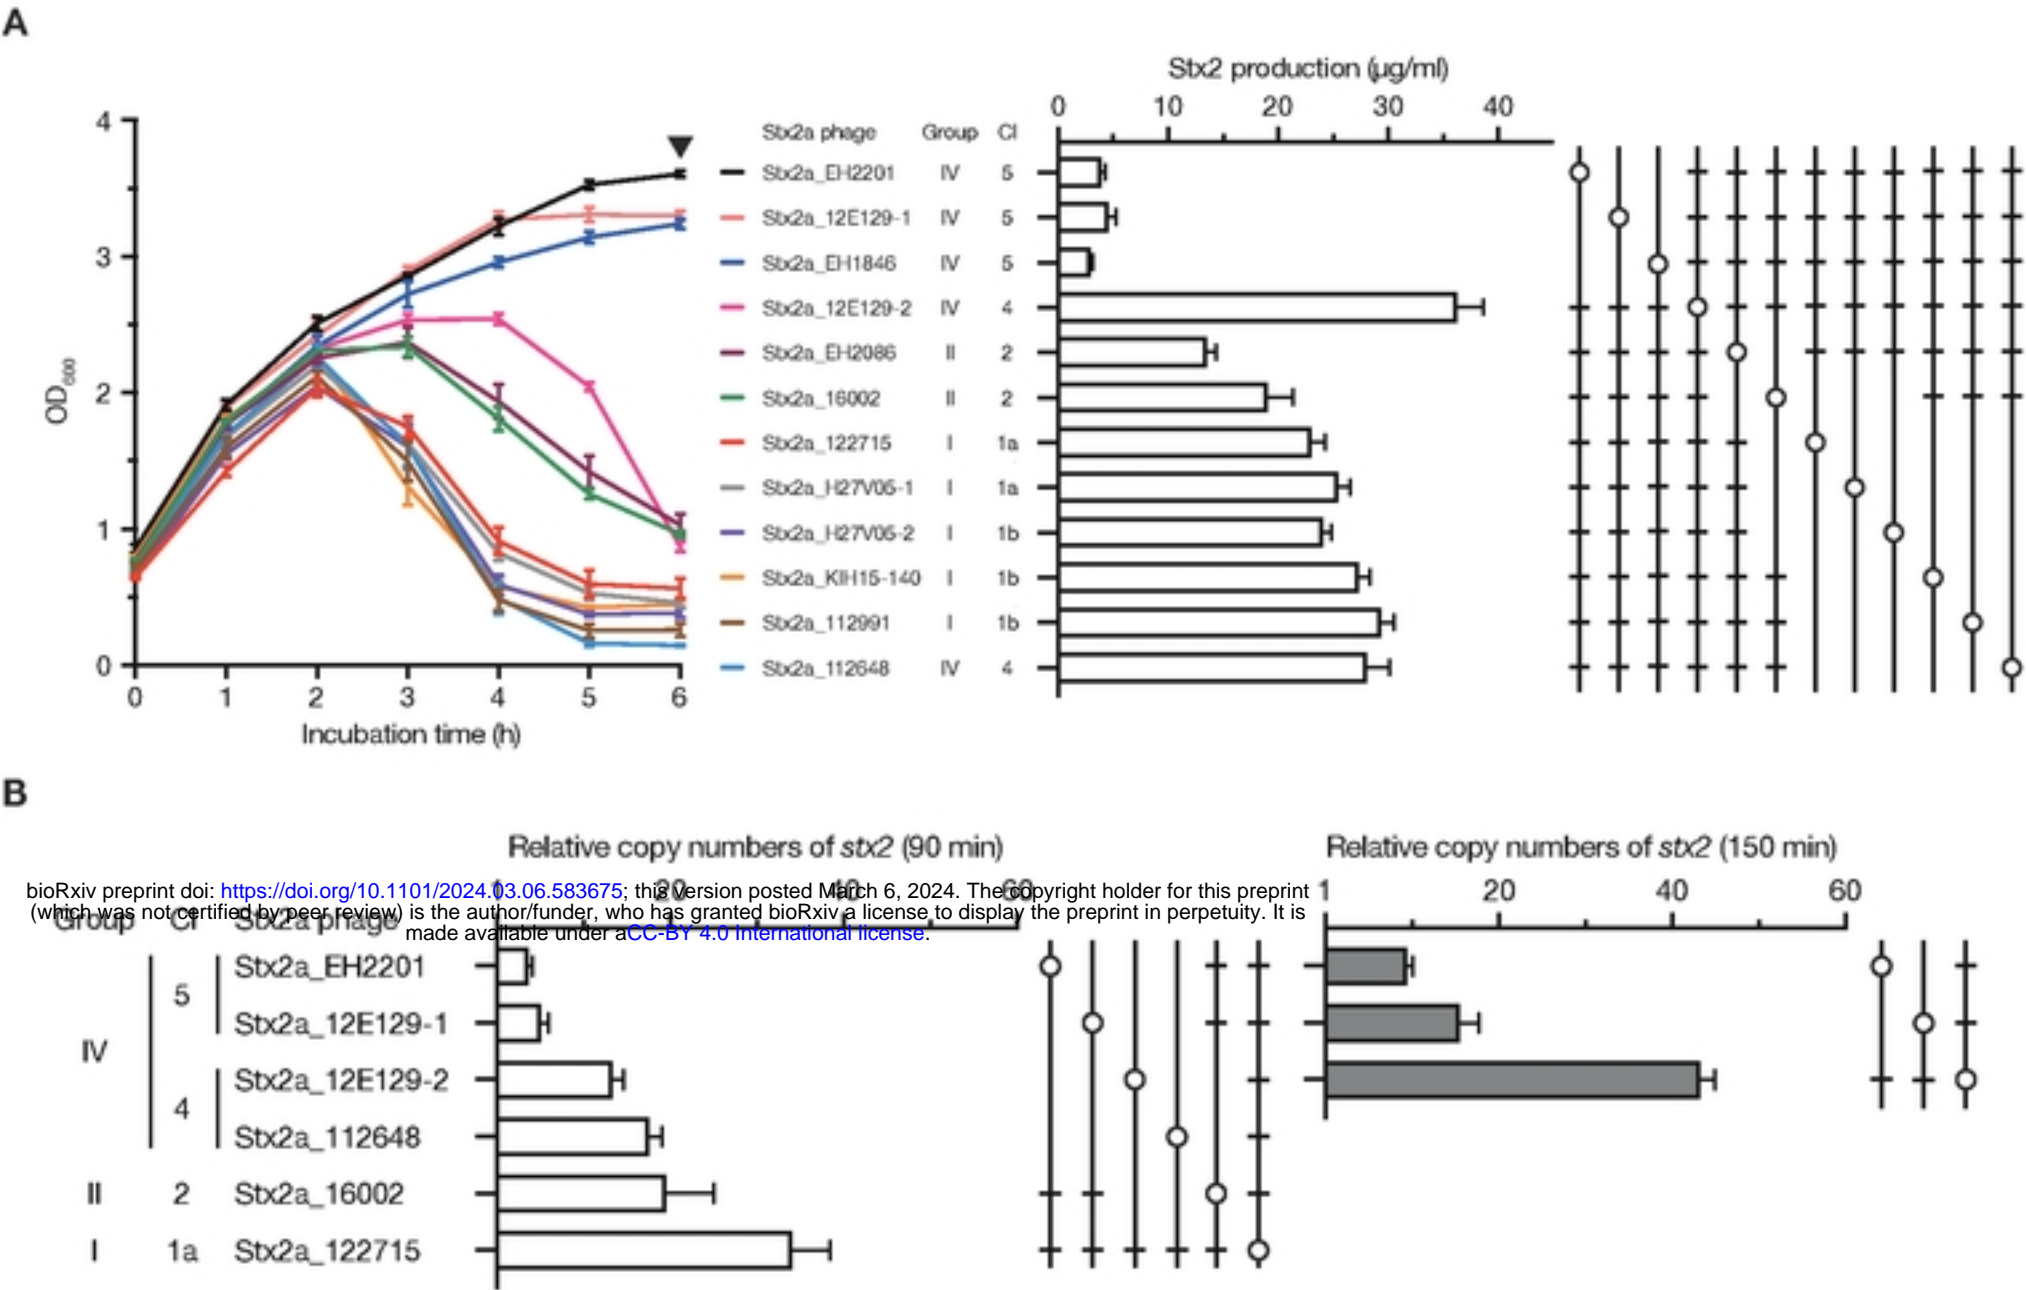 A
Stx2 production (µg/ml)
0 10 20 30 40
Stx2a phage Group CI
Stx2a_EH2201 IV 5
Stx2a_12E129-1 IV 5
Stx2a_EH1846 IV 5
Stx2a_12E129-2 IV 4
Stx2a_EH2086 II 2
Stx2a_16002 II 2
Stx2a_122715 I 1a
Stx2a_H27V05-1 I 1a
Stx2a_H27V05-2 I 1b
Stx2a_KIH15-140 I 1b
Stx2a_112991 I 1b
Stx2a_112648 IV 4
4
3
2
1
0
OD600
0 1 2 3 4 5 6
Incubation time (h)
B
Relative copy numbers of stx2 (90 min)
Relative copy numbers of stx2 (150 min)
1 20 40 60
1 20 40 60
bioRxiv preprint doi: https://doi.org/10.1101/2024.03.06.583675; this version posted March 6, 2024. The copyright holder for this preprint
(which was not certified by peer review) is the author/funder, who has granted bioRxiv a license to display the preprint in perpetuity. It is
made available under aCC-BY 4.0 International license.
Group CI Stx2a phage
Stx2a_EH2201
5
Stx2a_12E129-1
IV
Stx2a_12E129-2
4
Stx2a_112648
II 2 Stx2a_16002
I 1a Stx2a_122715